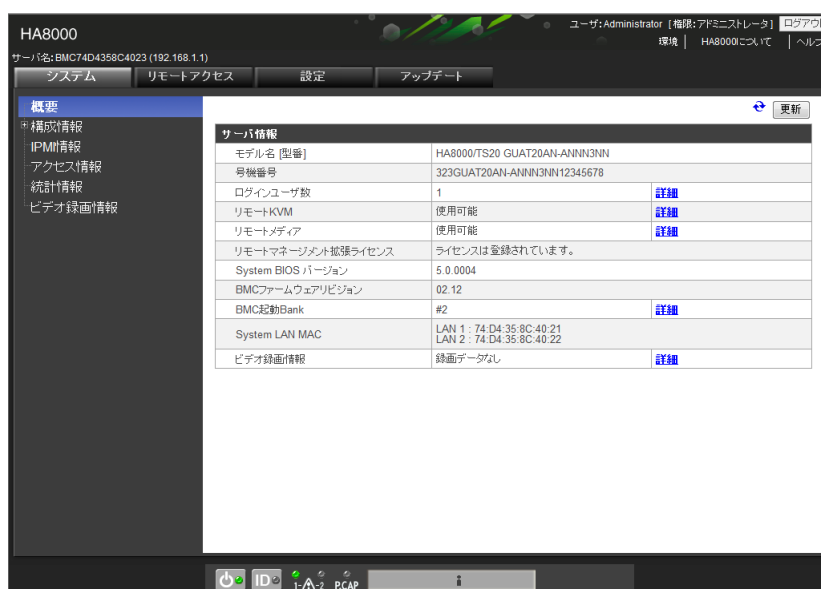 HA8000
ユーザ:Administrator [権限:アドミニストレータ] ログアウ
環境 | HA8000について | ヘル
サーバ名:BMC74D4358C4023 (192.168.1.1)
システム リモートアクセス 設定 アップデート
概要
構成情報
IPMI情報
アクセス情報
統計情報
ビデオ録画情報
更新
サーバ情報
モデル名 [型番] HA8000/TS20 GUAT20AN-ANNN3NN
号機番号 323GUAT20AN-ANNN3NN12345678
ログインユーザ数 1 詳細
リモートKVM 使用可能 詳細
リモートメディア 使用可能 詳細
リモートマネージメント拡張ライセンス ライセンスは登録されています。
System BIOS バージョン 5.0.0004
BMCファームウェアリビジョン 02.12
BMC起動Bank #2 詳細
System LAN MAC LAN 1 : 74:D4:35:8C:40:21
LAN 2 : 74:D4:35:8C:40:22
ビデオ録画情報 録画データなし 詳細
ID 1-2 P.CAP i